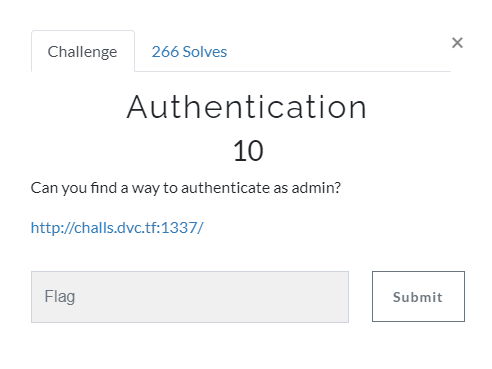 Challenge
266 Solves
×
Authentication
10
Can you find a way to authenticate as admin?
http://challs.dvc.tf:1337/
Flag
Submit